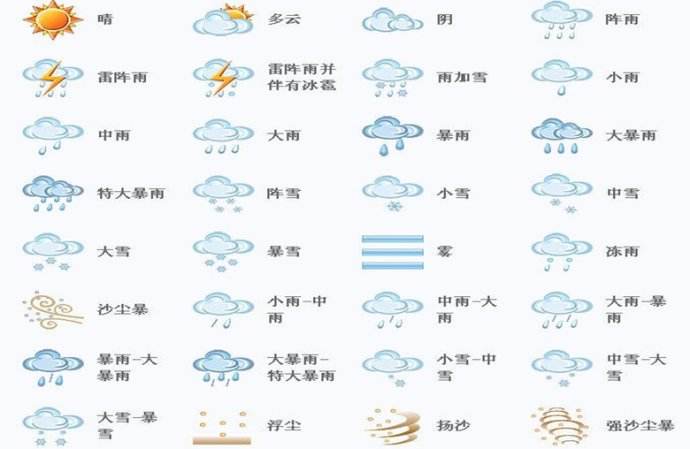 晴
多云
阴
阵雨
雷阵雨
雷阵雨并
伴有冰雹
雨加雪
小雨
中雨
大雨
暴雨
大暴雨
特大暴雨
阵雪
小雪
中雪
大雪
暴雪
雾
冻雨
沙尘暴
小雨-中
雨
中雨-大
雨
大雨-暴
雨
暴雨-大
暴雨
大暴雨-
特大暴雨
小雪-中
雪
中雪-大
雪
大雪-暴
雪
浮尘
扬沙
强沙尘暴